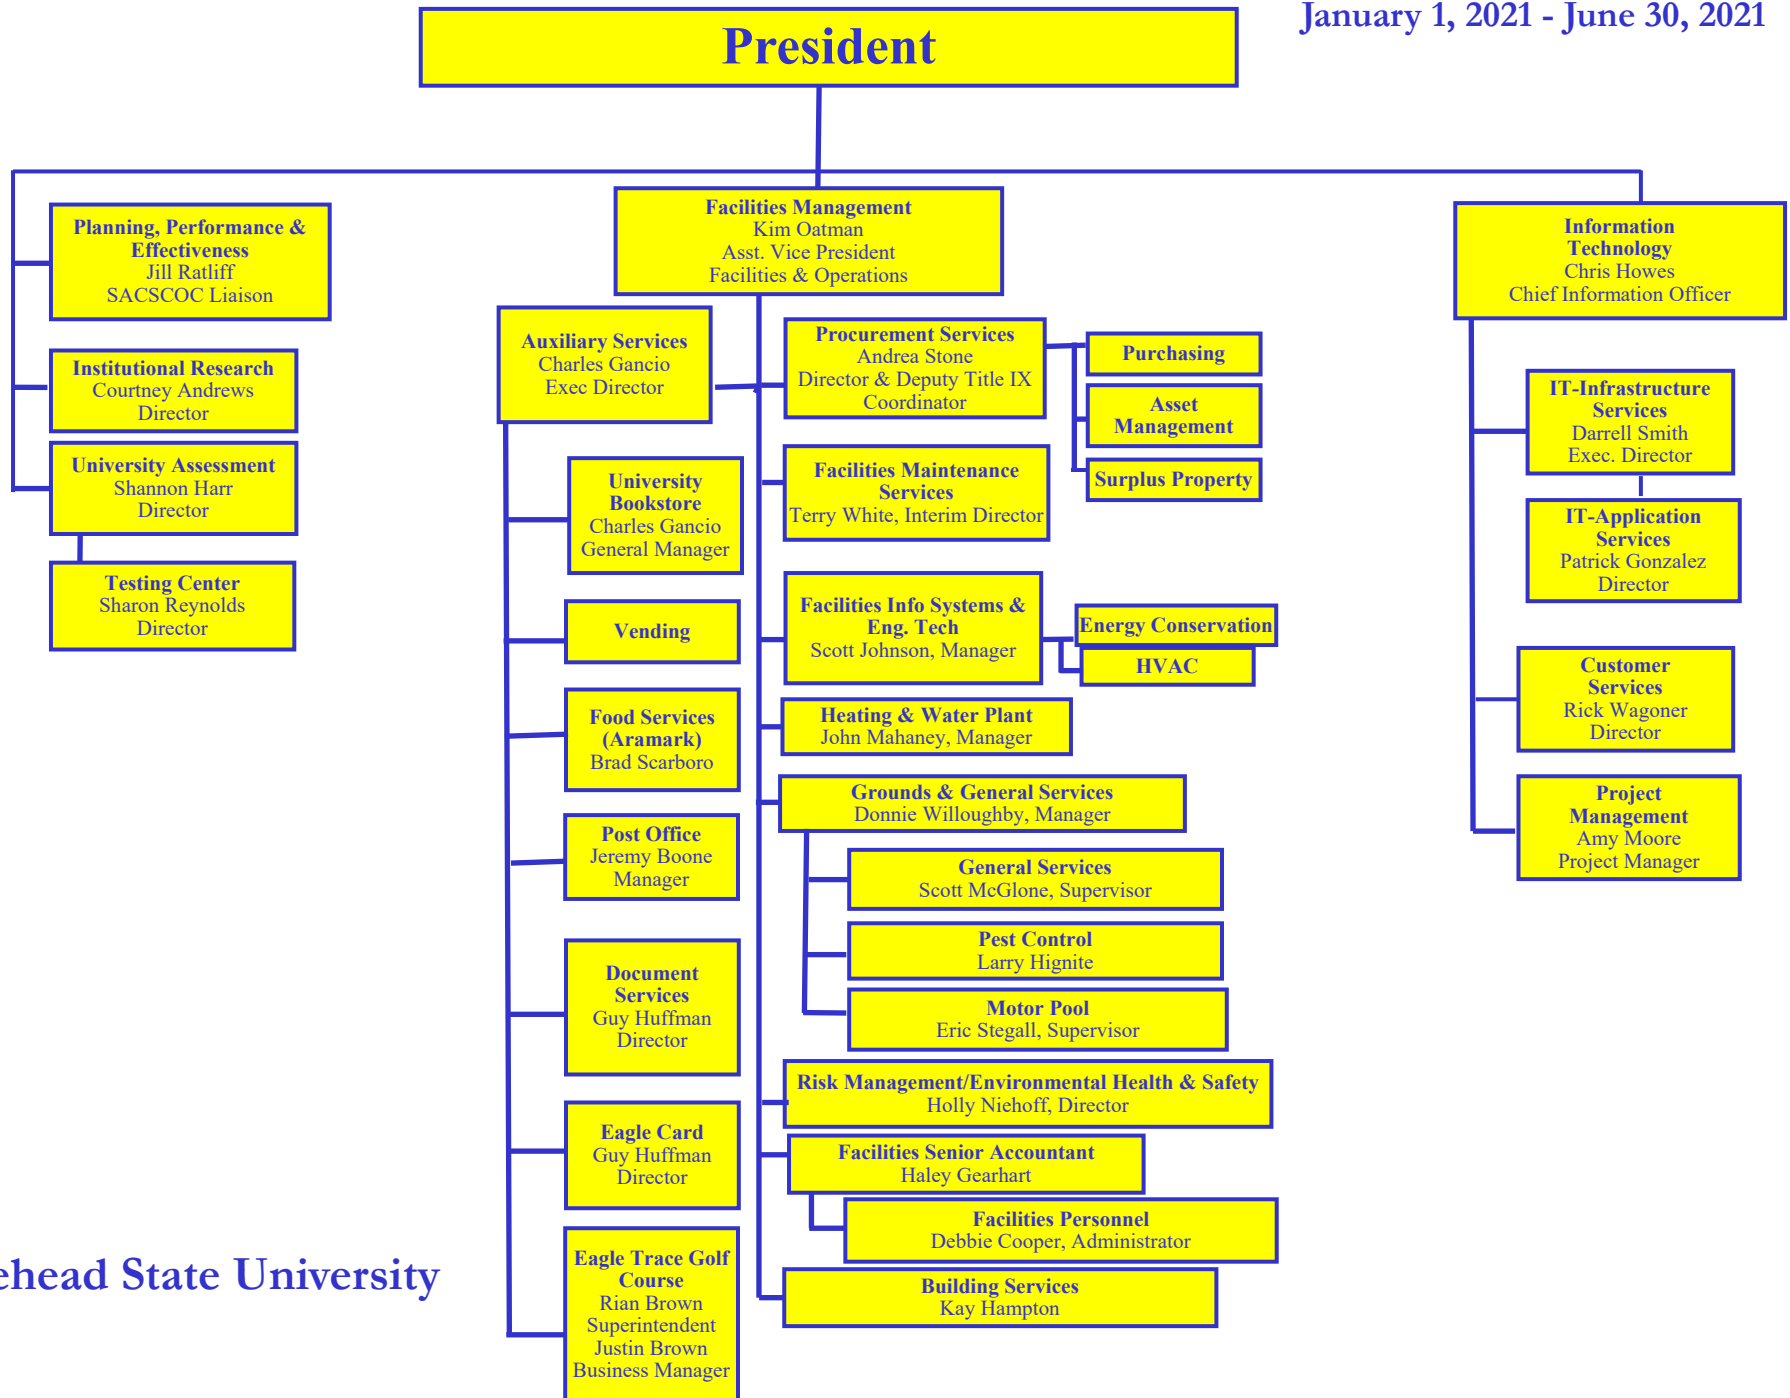 January 1, 2021 - June 30, 2021
President
Planning, Performance &
Effectiveness
Jill Ratliff
SACSCOC Liaison
Institutional Research
Courtney Andrews
Director
University Assessment
Shannon Harr
Director
Testing Center
Sharon Reynolds
Director
Facilities Management
Kim Oatman
Asst. Vice President
Facilities & Operations
Auxiliary Services
Charles Gancio
Exec Director
University
Bookstore
Charles Gancio
General Manager
Vending
Food Services
(Aramark)
Brad Scarboro
Post Office
Jeremy Boone
Manager
Document
Services
Guy Huffman
Director
Eagle Card
Guy Huffman
Director
Eagle Trace Golf
Course
Rian Brown
Superintendent
Justin Brown
Business Manager
Procurement Services
Andrea Stone
Director & Deputy Title IX
Coordinator
Purchasing
Asset
Management
Surplus Property
Facilities Maintenance
Services
Terry White, Interim Director
Facilities Info Systems &
Eng. Tech
Scott Johnson, Manager
Energy Conservation
HVAC
Heating & Water Plant
John Mahaney, Manager
Grounds & General Services
Donnie Willoughby, Manager
General Services
Scott McGlone, Supervisor
Pest Control
Larry Hignite
Motor Pool
Eric Stegall, Supervisor
Risk Management/Environmental Health & Safety
Holly Niehoff, Director
Facilities Senior Accountant
Haley Gearhart
Facilities Personnel
Debbie Cooper, Administrator
Building Services
Kay Hampton
Information
Technology
Chris Howes
Chief Information Officer
IT-Infrastructure
Services
Darrell Smith
Exec. Director
IT-Application
Services
Patrick Gonzalez
Director
Customer
Services
Rick Wagoner
Director
Project
Management
Amy Moore
Project Manager
ehead State University